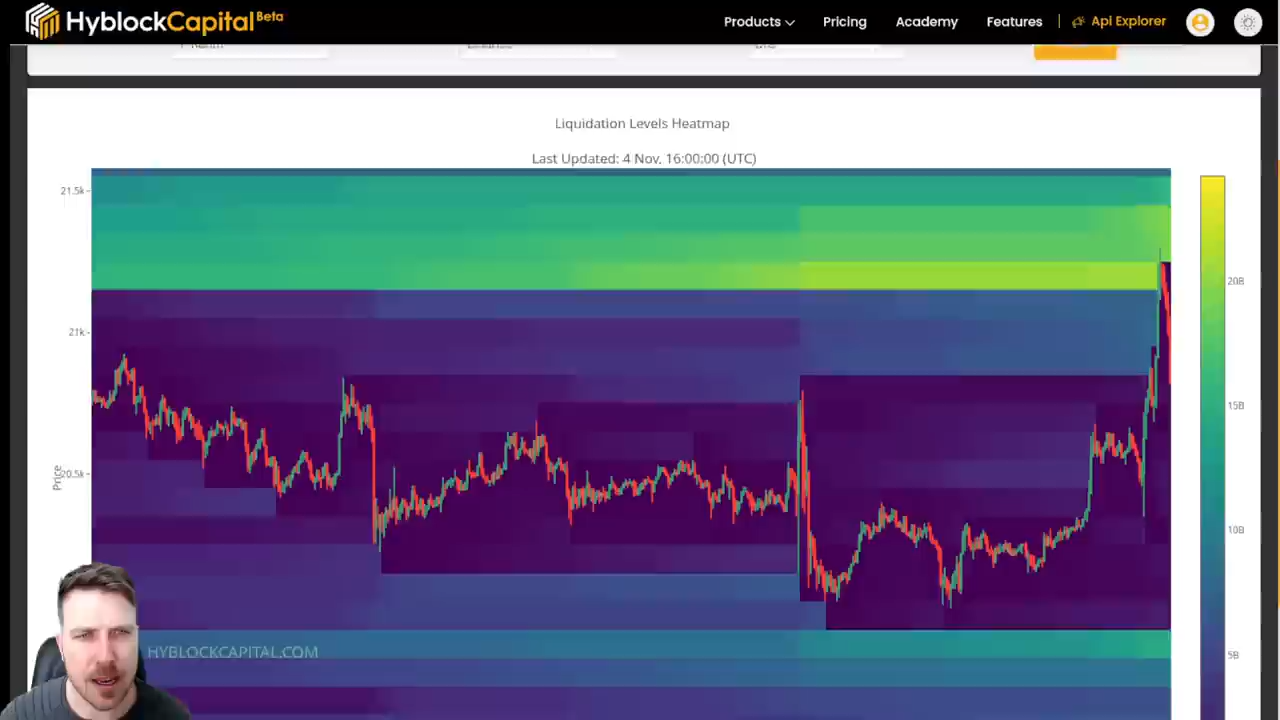 HyblockCapital Beta
Products Pricing Academy Features Api Explorer
Liquidation Levels Heatmap
Last Updated: 4 Nov, 16:00:00 (UTC)
21.5k
20B
21k
15B
20.5k
Price
10B
HYBLOCKCAPITAL.COM
5B